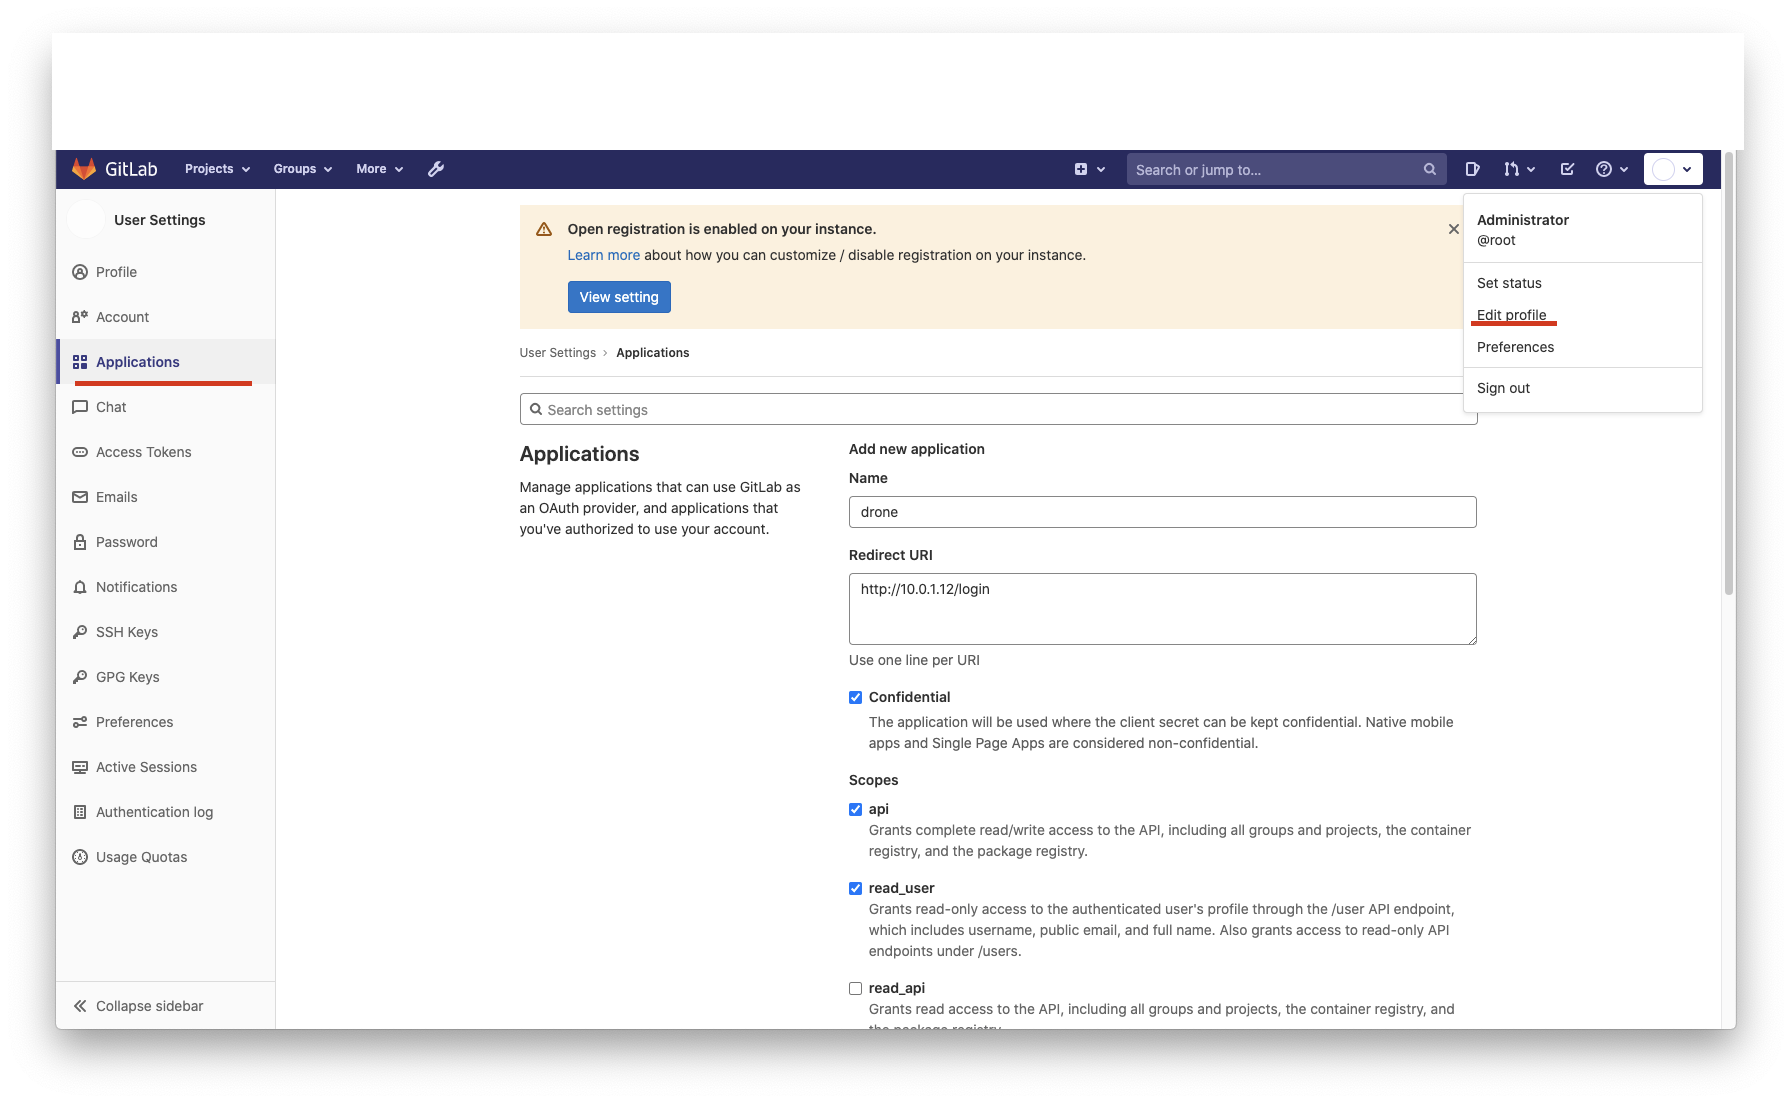 GitLab
Projects
Groups
More
Search or jump to...
User Settings
Profile
Account
Applications
Chat
Access Tokens
Emails
Password
Notifications
SSH Keys
GPG Keys
Preferences
Active Sessions
Authentication log
Usage Quotas
Collapse sidebar
Open registration is enabled on your instance.
Learn more about how you can customize / disable registration on your instance.
View setting
Administrator
@root
Set status
Edit profile
Preferences
Sign out
User Settings › Applications
Search settings
Applications
Manage applications that can use GitLab as
an OAuth provider, and applications that
you've authorized to use your account.
Add new application
Name
drone
Redirect URI
http://10.0.1.12/login
Use one line per URI
Confidential
The application will be used where the client secret can be kept confidential. Native mobile
apps and Single Page Apps are considered non-confidential.
Scopes
api
Grants complete read/write access to the API, including all groups and projects, the container
registry, and the package registry.
read_user
Grants read-only access to the authenticated user's profile through the /user API endpoint,
which includes username, public email, and full name. Also grants access to read-only API
endpoints under /users.
read_api
Grants read access to the API, including all groups and projects, the container registry, and
the package registry.